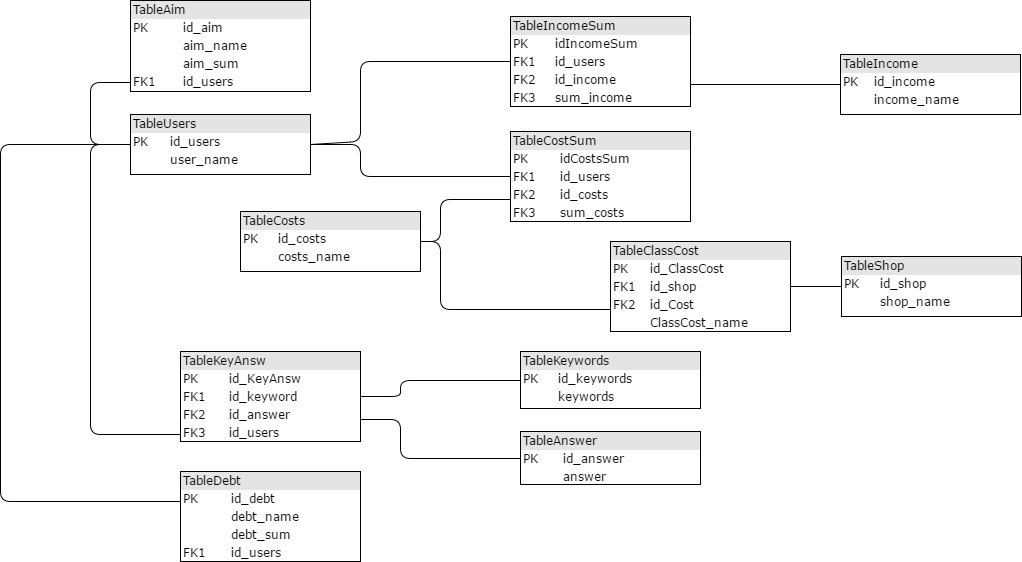 TableAim
PK id_aim
aim_name
aim_sum
FK1 id_users
TableUsers
PK id_users
user_name
TableIncomeSum
PK idIncomeSum
FK1 id_users
FK2 id_income
FK3 sum_income
TableIncome
PK id_income
income_name
TableCostSum
PK idCostsSum
FK1 id_users
FK2 id_costs
FK3 sum_costs
TableCosts
PK id_costs
costs_name
TableClassCost
PK id_ClassCost
FK1 id_shop
FK2 id_Cost
ClassCost_name
TableShop
PK id_shop
shop_name
TableKeyAnsw
PK id_KeyAnsw
FK1 id_keyword
FK2 id_answer
FK3 id_users
TableKeywords
PK id_keywords
keywords
TableAnswer
PK id_answer
answer
TableDebt
PK id_debt
debt_name
debt_sum
FK1 id_users